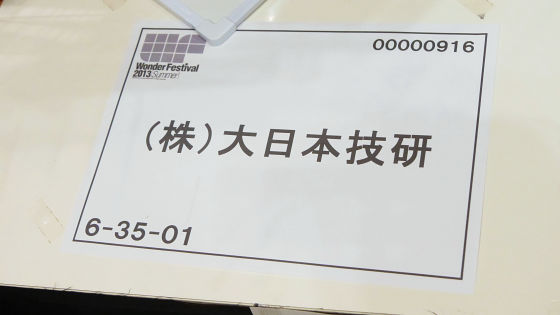 00000916
Wonder Festival
2013 Summer
(株)大日本技研
6-35-01